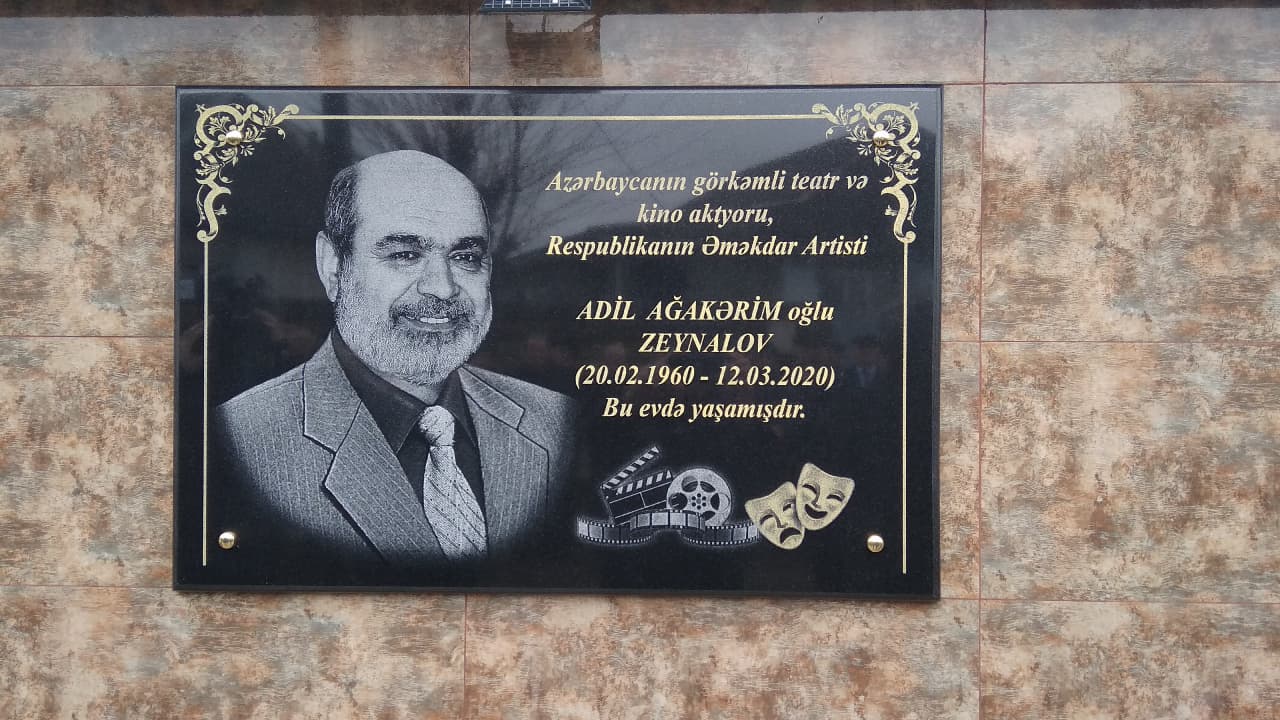 Azərbaycanın görkəmli teatr və
kino aktyoru,
Respublikanın Əməkdar Artisti
ADİL AĞAKƏRİM oğlu
ZEYNALOV
(20.02.1960 - 12.03.2020)
Bu evdə yaşamışdır.